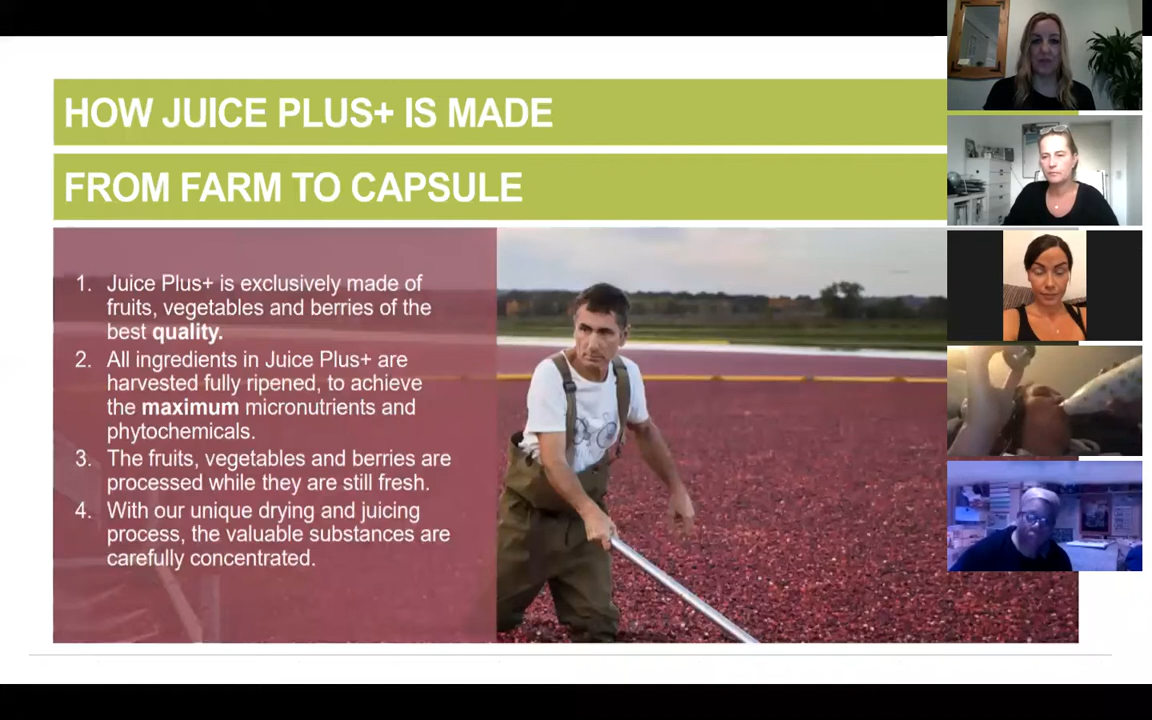 HOW JUICE PLUS+ IS MADE
FROM FARM TO CAPSULE
1. Juice Plus+ is exclusively made of
fruits, vegetables and berries of the
best quality.
2. All ingredients in Juice Plus+ are
harvested fully ripened, to achieve
the maximum micronutrients and
phytochemicals.
3. The fruits, vegetables and berries are
processed while they are still fresh.
4. With our unique drying and juicing
process, the valuable substances are
carefully concentrated.